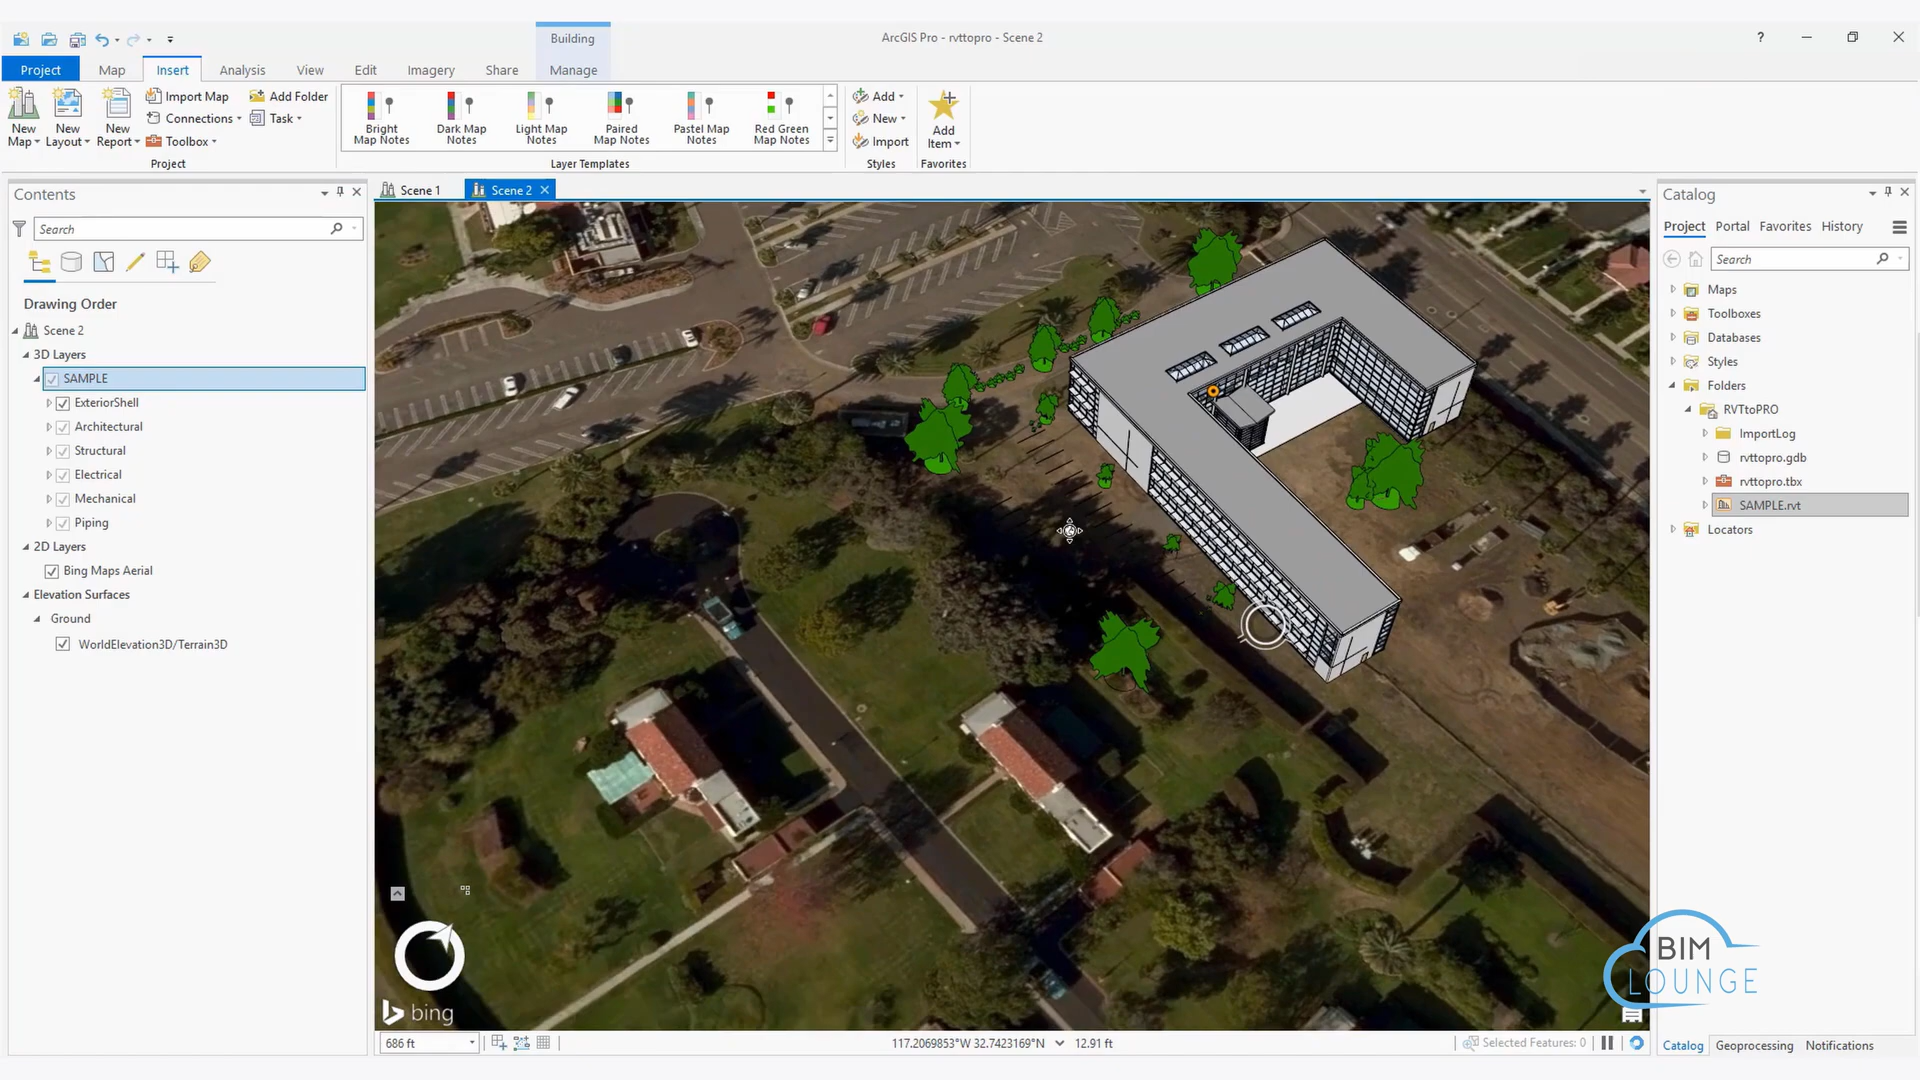 Building
ArcGIS Pro - rvttopro - Scene 2
?
Project
Map
Insert
Analysis
View
Edit
Imagery
Share
Manage
New
Map
New
Layout
New
Report
Import Map
Connections
Toolbox
Add Folder
Task
Project
Bright
Map Notes
Dark Map
Notes
Light Map
Notes
Paired
Map Notes
Pastel Map
Notes
Red Green
Map Notes
Layer Templates
Add
New
Import
Styles
Add
Item
Favorites
Contents
Search
Drawing Order
Scene 2
3D Layers
SAMPLE
ExteriorShell
Architectural
Structural
Electrical
Mechanical
Piping
2D Layers
Bing Maps Aerial
Elevation Surfaces
Ground
WorldElevation3D/Terrain3D
Scene 1
Scene 2
bing
686 ft
117.2069853°W 32.7423169°N
12.91 ft
Selected Features: 0
Catalog
Project
Portal
Favorites
History
Search
Maps
Toolboxes
Databases
Styles
Folders
RVTtoPRO
ImportLog
rvttopro.gdb
rvttopro.tbx
SAMPLE.rvt
Locators
BIM
LOUNGE
Catalog
Geoprocessing
Notifications